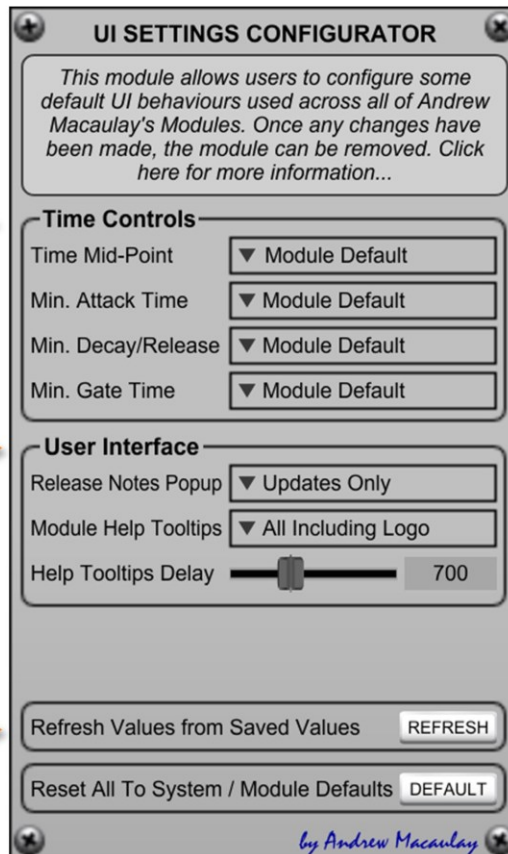 UI SETTINGS CONFIGURATOR
This module allows users to configure some
default UI behaviours used across all of Andrew
Macaulay's Modules. Once any changes have
been made, the module can be removed. Click
here for more information...
Time Controls
Time Mid-Point ▼ Module Default
Min. Attack Time ▼ Module Default
Min. Decay/Release ▼ Module Default
Min. Gate Time ▼ Module Default
User Interface
Release Notes Popup ▼ Updates Only
Module Help Tooltips ▼ All Including Logo
Help Tooltips Delay 700
Refresh Values from Saved Values REFRESH
Reset All To System / Module Defaults DEFAULT
by Andrew Macaulay